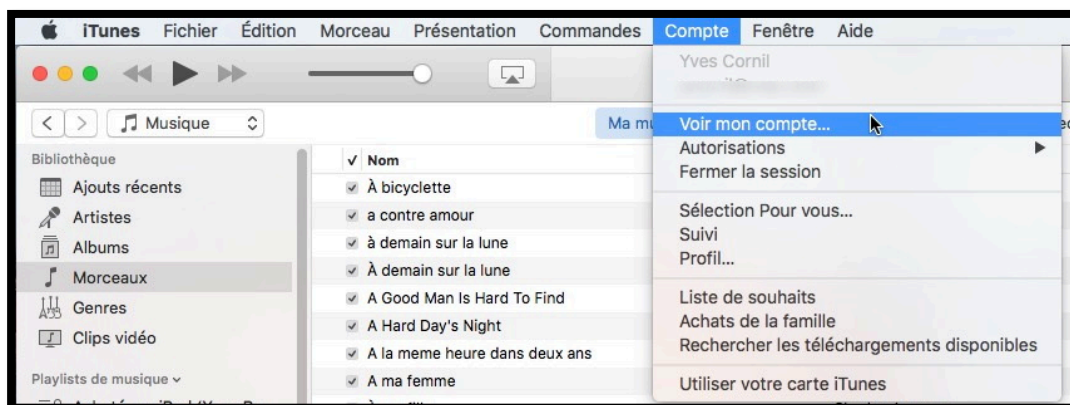 iTunes Fichier Édition Morceau Présentation Commandes Compte Fenêtre Aide
Yves Cornil
Musique
Ma
Voir mon compte...
Autorisations
Fermer la session
Sélection Pour vous...
Suivi
Profil...
Liste de souhaits
Achats de la famille
Rechercher les téléchargements disponibles
Utiliser votre carte iTunes
Bibliothèque
Ajouts récents
Artistes
Albums
Morceaux
Genres
Clips vidéo
Playlists de musique
√ Nom
À bicyclette
a contre amour
à demain sur la lune
À demain sur la lune
A Good Man Is Hard To Find
A Hard Day's Night
A la meme heure dans deux ans
A ma femme